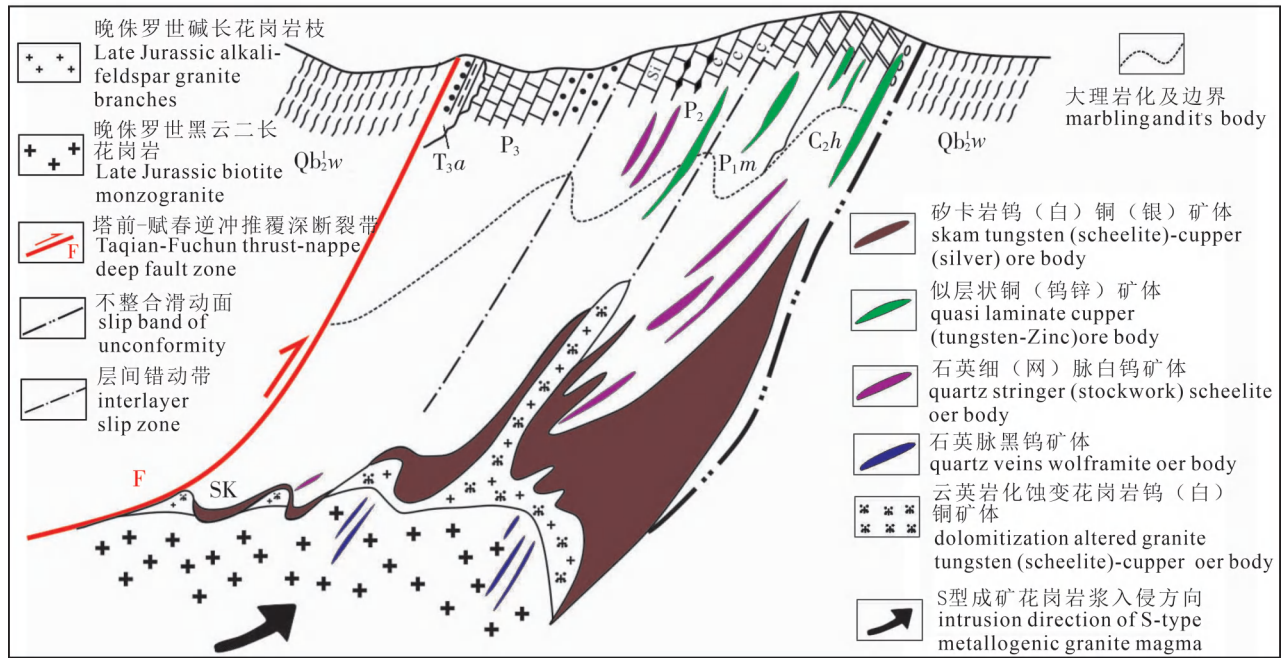 晚侏罗世碱长花岗岩枝
Late Jurassic alkali-
feldspar granite
branches
晚侏罗世黑云二长
花岗岩
Late Jurassic biotite
monzogranite
塔前-赋春逆冲推覆深断裂带
Taqian-Fuchun thrust-nappe
deep fault zone
F
不整合滑动面
slip band of
unconformity
层间错动带
interlayer
slip zone
Qb₂¹w
T₃a
P₃
Si
c
c
c
P₂
P₁m
C₂h
Qb₂¹w
F
SK
大理岩化及边界
marblingandit's body
矽卡岩钨（白）铜（银）矿体
skam tungsten (scheelite)-cupper
(silver) ore body
似层状铜（钨锌）矿体
quasi laminate cupper
(tungsten-Zinc)ore body
石英细（网）脉白钨矿体
quartz stringer (stockwork) scheelite
oer body
石英脉黑钨矿体
quartz veins wolframite oer body
云英岩化蚀变花岗岩钨（白）
铜矿体
dolomitization altered granite
tungsten (scheelite)-cupper oer body
S型成矿花岗岩浆入侵方向
intrusion direction of S-type
metallogenic granite magma